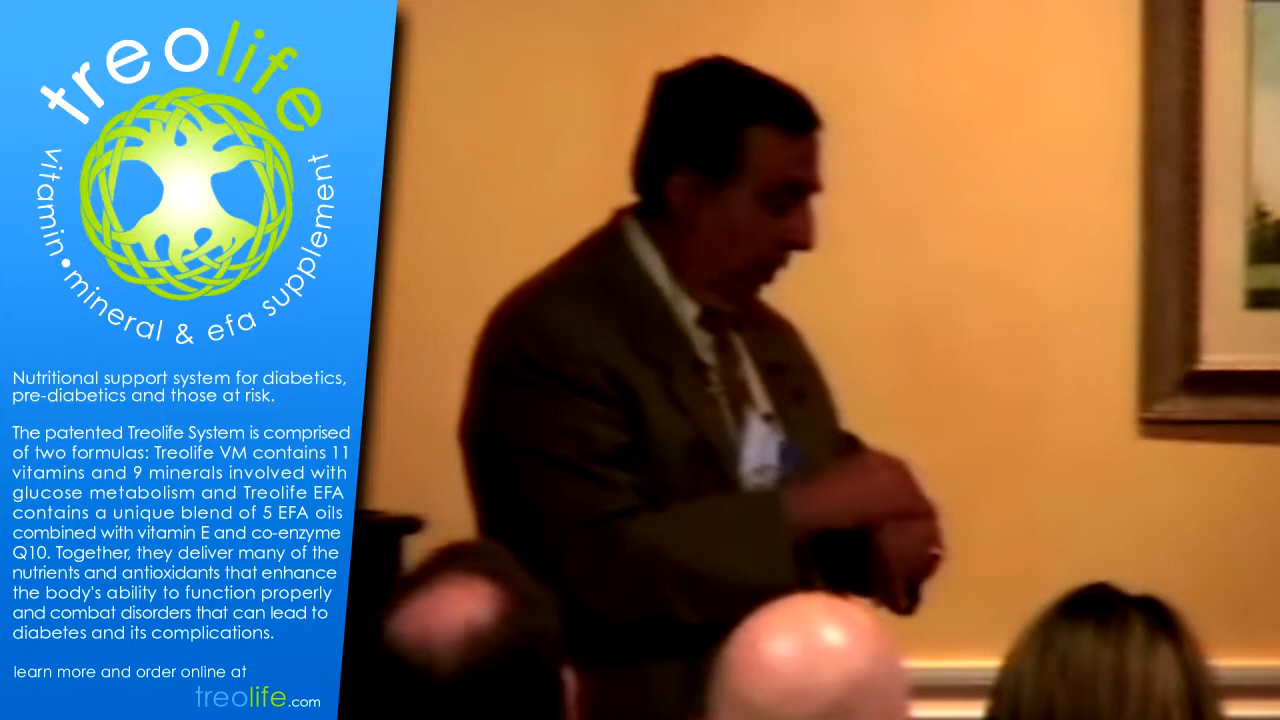 treolife
vitamin • mineral & efa supplement
Nutritional support system for diabetics,
pre-diabetics and those at risk.
The patented Treolife System is comprised
of two formulas: Treolife VM contains 11
vitamins and 9 minerals involved with
glucose metabolism and Treolife EFA
contains a unique blend of 5 EFA oils
combined with vitamin E and co-enzyme
Q10. Together, they deliver many of the
nutrients and antioxidants that enhance
the body's ability to function properly
and combat disorders that can lead to
diabetes and its complications.
learn more and order online at
treolife.com